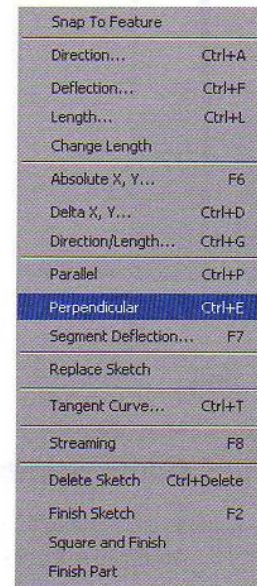 Snap To Feature
Direction... Ctrl+A
Deflection... Ctrl+F
Length... Ctrl+L
Change Length
Absolute X, Y... F6
Delta X, Y... Ctrl+D
Direction/Length... Ctrl+G
Parallel Ctrl+P
Perpendicular Ctrl+E
Segment Deflection... F7
Replace Sketch
Tangent Curve... Ctrl+T
Streaming F8
Delete Sketch Ctrl+Delete
Finish Sketch F2
Square and Finish
Finish Part